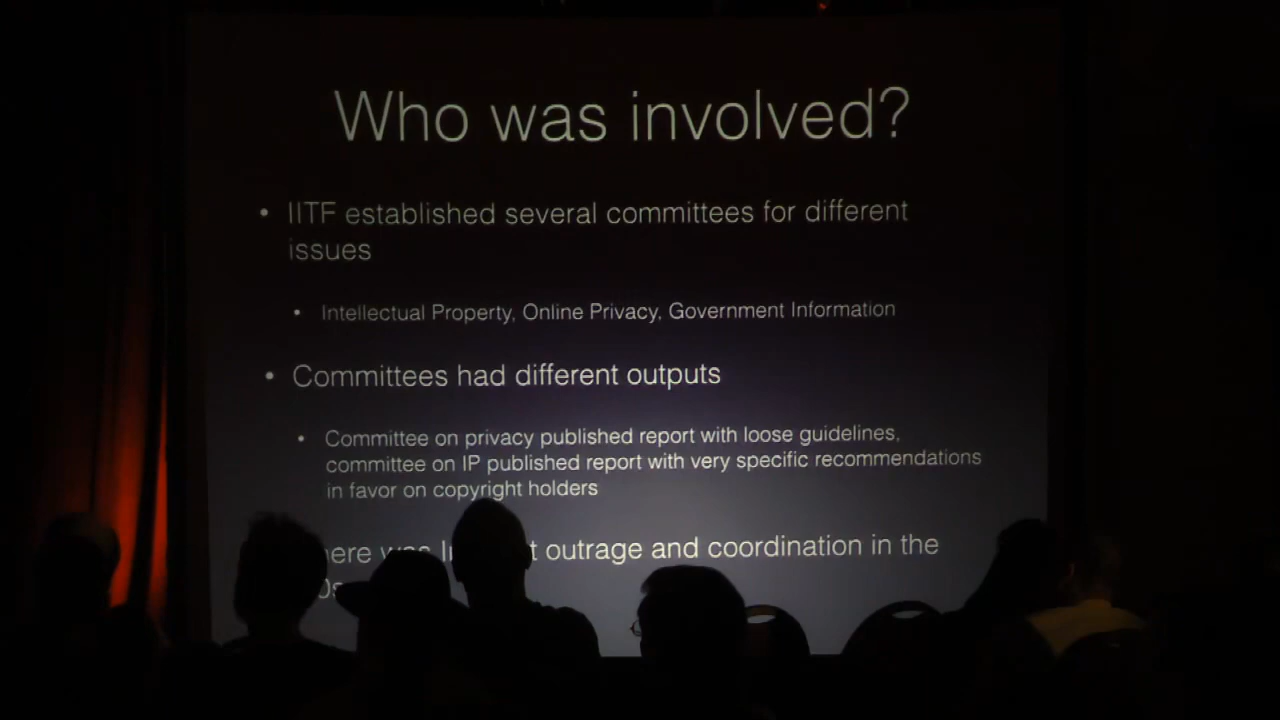 Who was involved?
• IITF established several committees for different
issues
• Intellectual Property, Online Privacy, Government Information
• Committees had different outputs
• Committee on privacy published report with loose guidelines,
committee on IP published report with very specific recommendations
in favor on copyright holders
was outrage and coordination in the